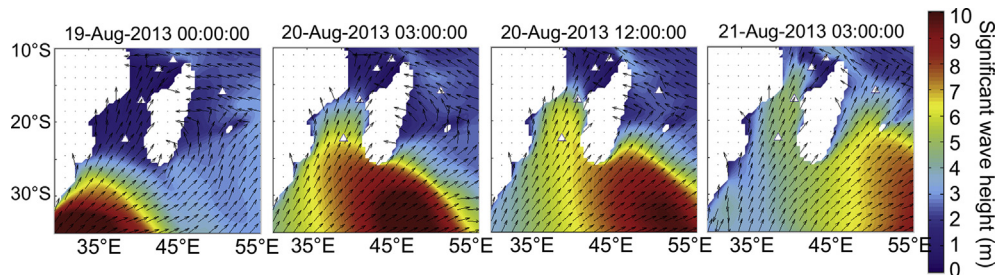 19-Aug-2013 00:00:00 20-Aug-2013 03:00:00 20-Aug-2013 12:00:00 21-Aug-2013 03:00:00
10°S
20°S
30°S
35°E 45°E 55°E 35°E 45°E 55°E 35°E 45°E 55°E 35°E 45°E 55°E
10
9
8
7
6
5
4
3
2
1
0
Significant wave height (m)